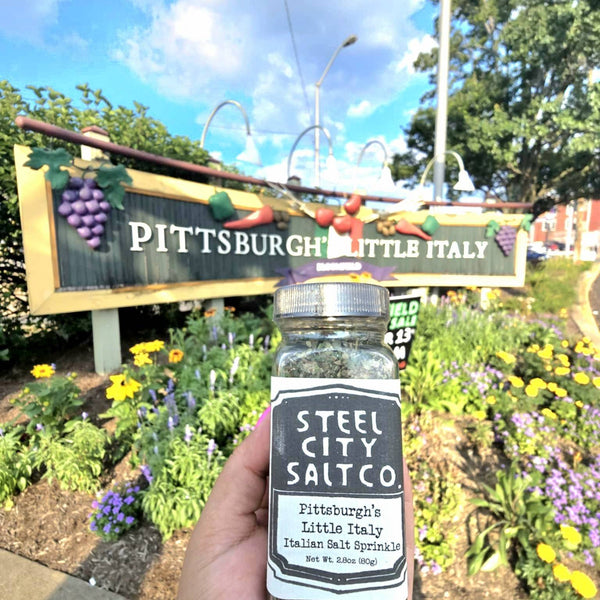 PITTSBURGH'S LITTLE ITALY
STEEL
CITY
SALT CO.
Pittsburgh's
Little Italy
Italian Salt Sprinkle
Net Wt. 2.8oz (80g)